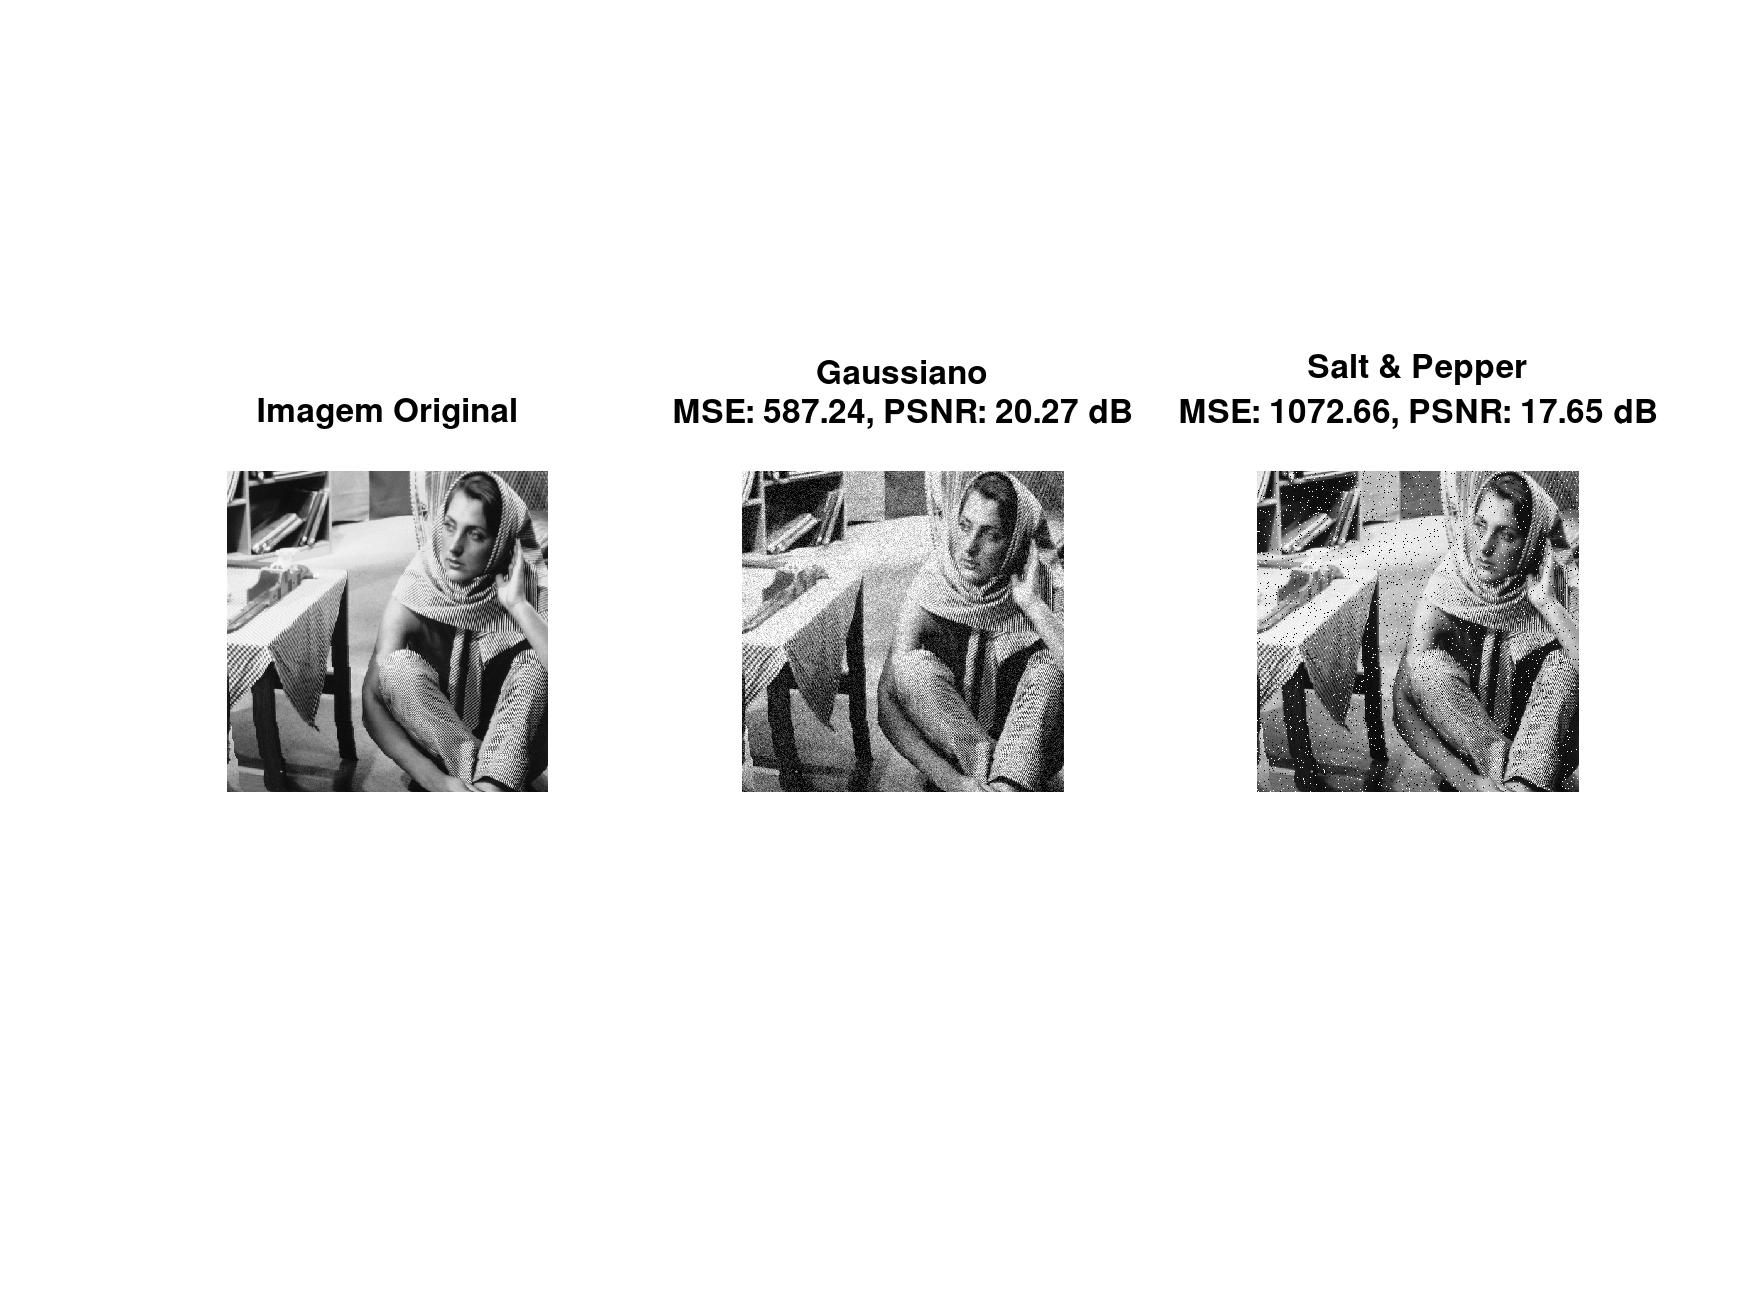 Imagem Original
Gaussiano
MSE: 587.24, PSNR: 20.27 dB
Salt & Pepper
MSE: 1072.66, PSNR: 17.65 dB